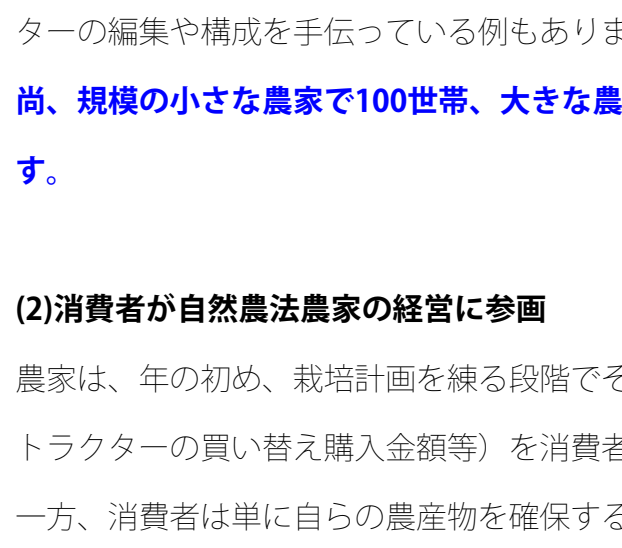 ターの編集や構成を手伝っている例もありま
尚、規模の小さな農家で100世帯、大きな農
す。
(2)消費者が自然農法農家の経営に参画
農家は、年の初め、栽培計画を練る段階でそ
トラクターの買い替え購入金額等）を消費者
一方、消費者は単に自らの農産物を確保する